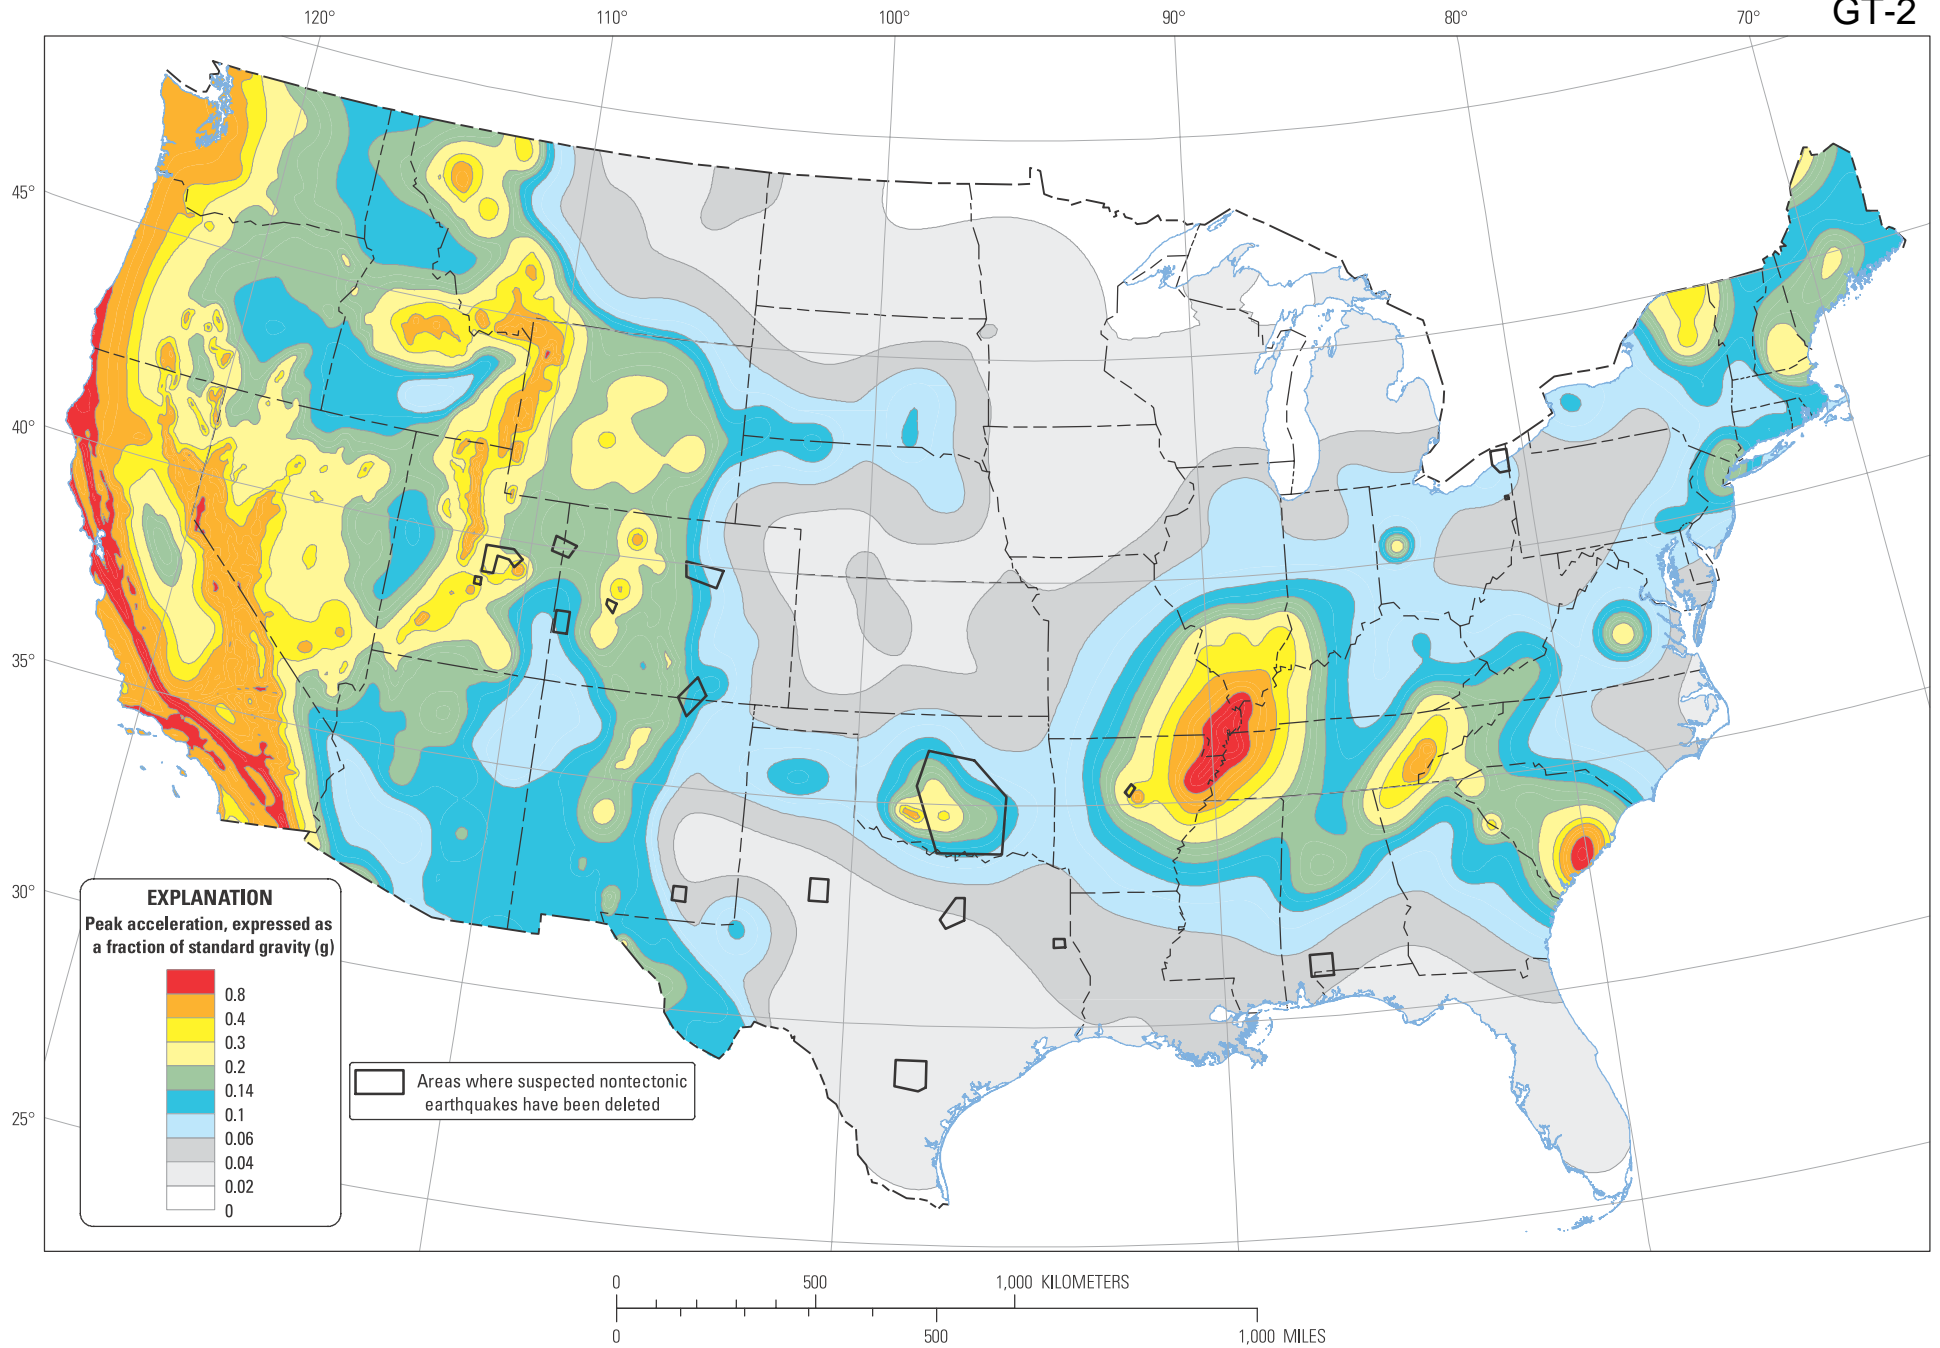 GT-2
120°
110°
100°
90°
80°
70°
45°
40°
35°
30°
25°
EXPLANATION
Peak acceleration, expressed as
a fraction of standard gravity (g)
0.8
0.4
0.3
0.2
0.14
0.1
0.06
0.04
0.02
0
Areas where suspected nontectonic
earthquakes have been deleted
0 500 1,000 KILOMETERS
0 500 1,000 MILES